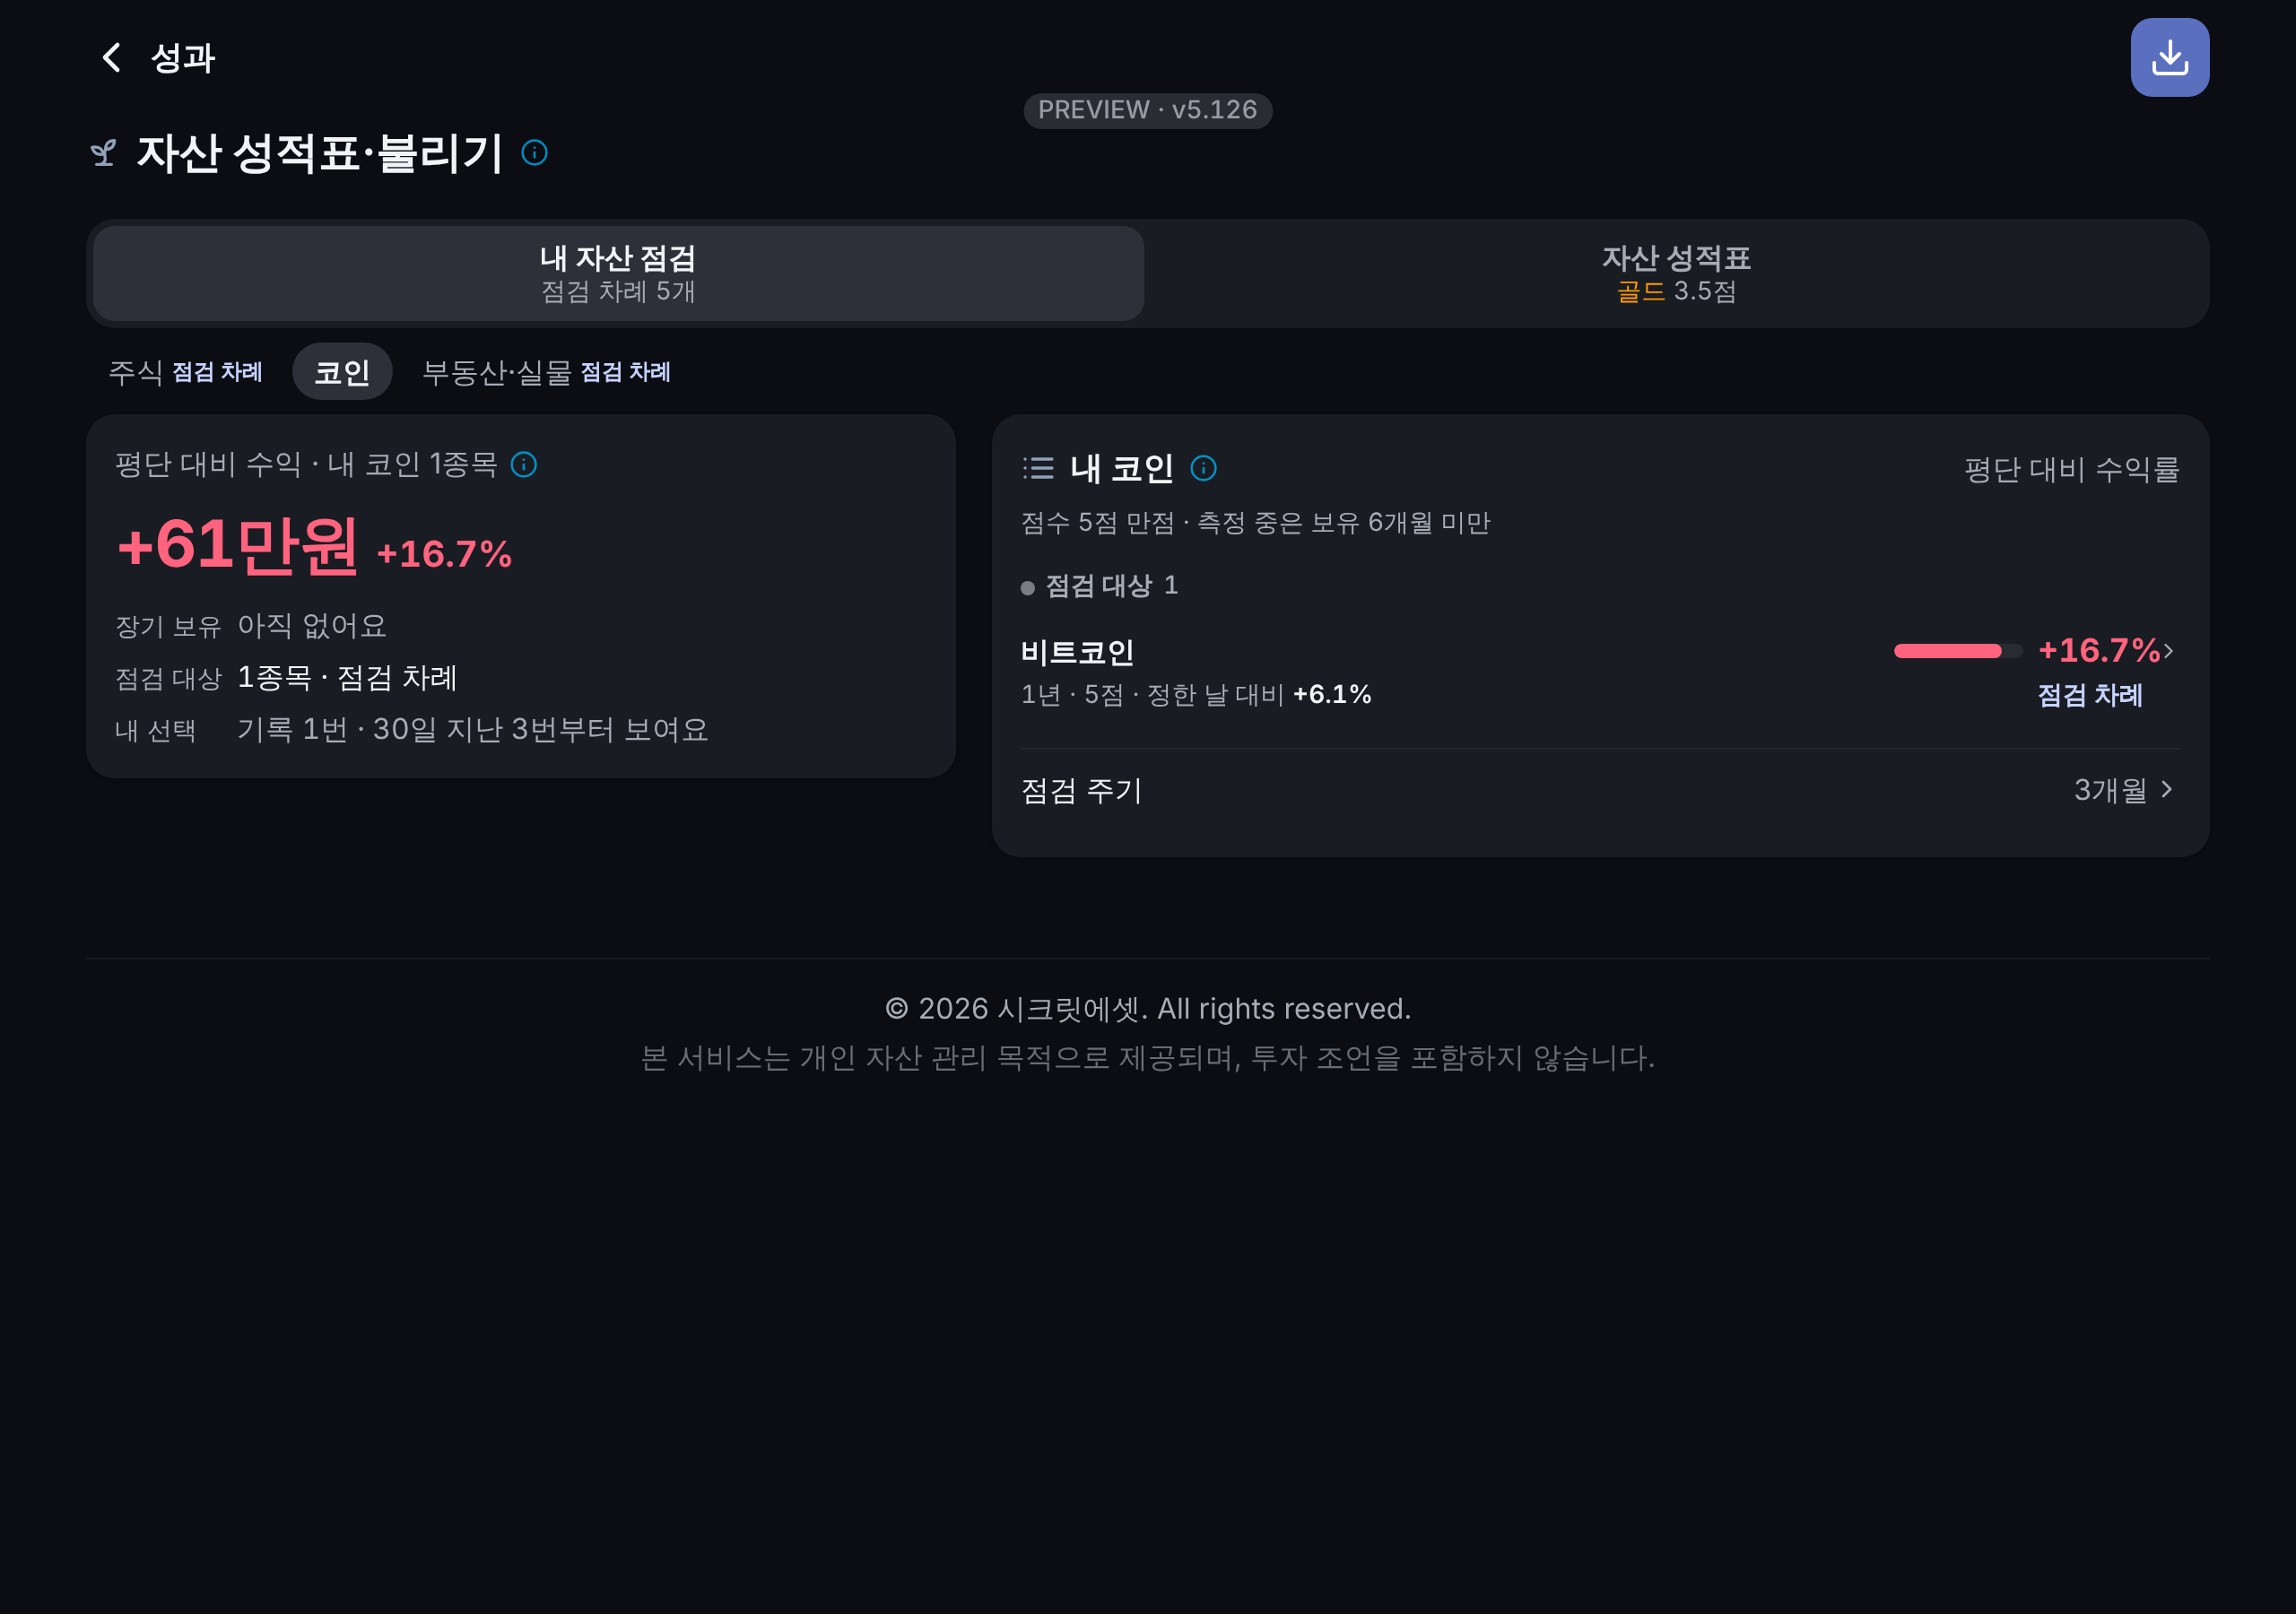 성과
PREVIEW · v5.126
자산 성적표·불리기
내 자산 점검
점검 차례 5개
자산 성적표
골드 3.5점
주식 점검 차례
코인
부동산·실물 점검 차례
평단 대비 수익 · 내 코인 1종목
+61만원 +16.7%
장기 보유 아직 없어요
점검 대상 1종목 · 점검 차례
내 선택 기록 1번 · 30일 지난 3번부터 보여요
내 코인
평단 대비 수익률
점수 5점 만점 · 측정 중은 보유 6개월 미만
점검 대상 1
비트코인
+16.7%
1년 · 5점 · 정한 날 대비 +6.1%
점검 차례
점검 주기
3개월
© 2026 시크릿에셋. All rights reserved.
본 서비스는 개인 자산 관리 목적으로 제공되며, 투자 조언을 포함하지 않습니다.